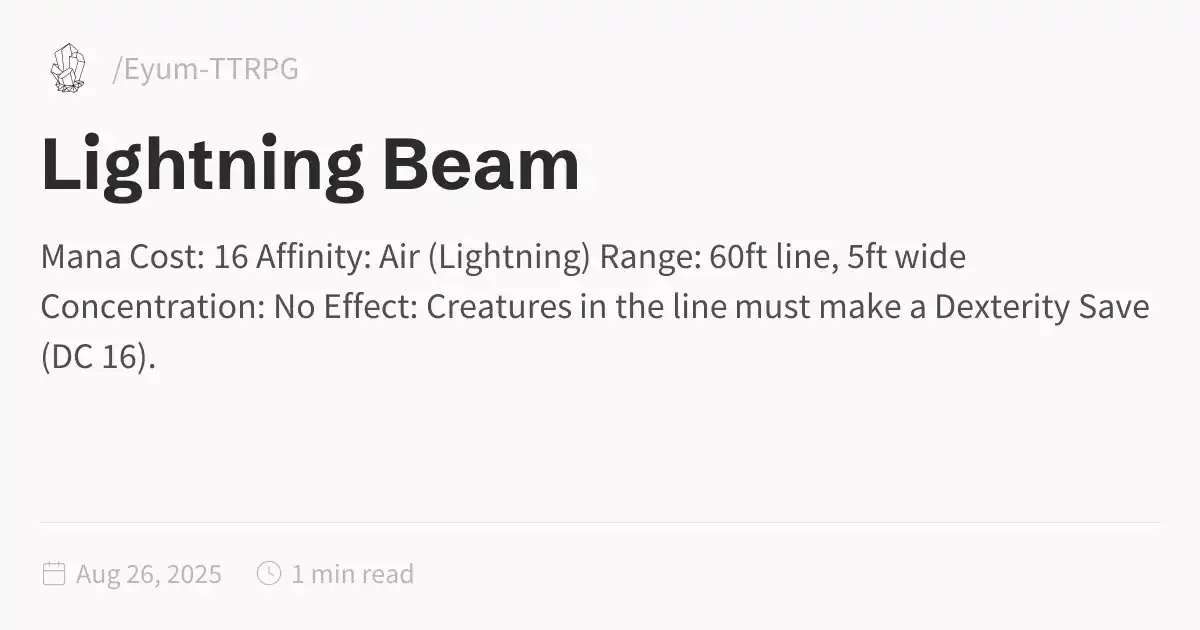 /Eyum-TTRPG
Lightning Beam
Mana Cost: 16 Affinity: Air (Lightning) Range: 60ft line, 5ft wide
Concentration: No Effect: Creatures in the line must make a Dexterity Save
(DC 16).
Aug 26, 2025 1 min read